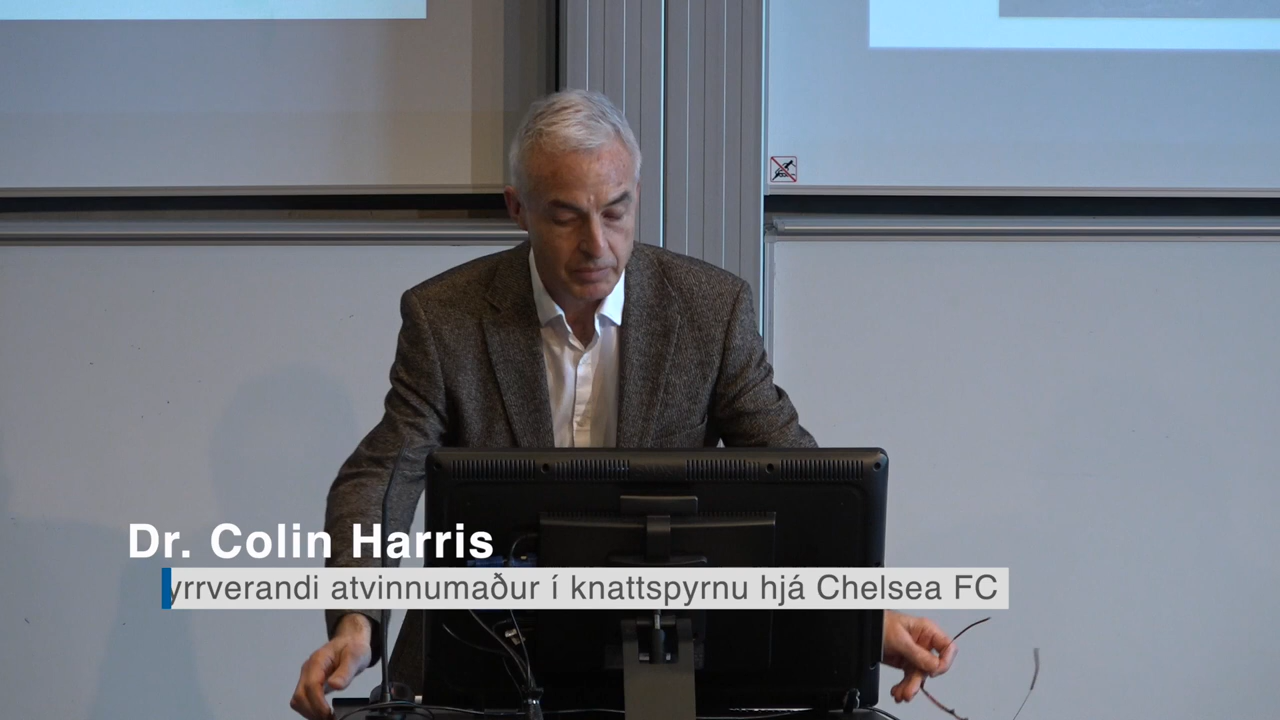 Dr. Colin Harris
yrrverandi atvinnumaður í knattspyrnu hjá Chelsea FC